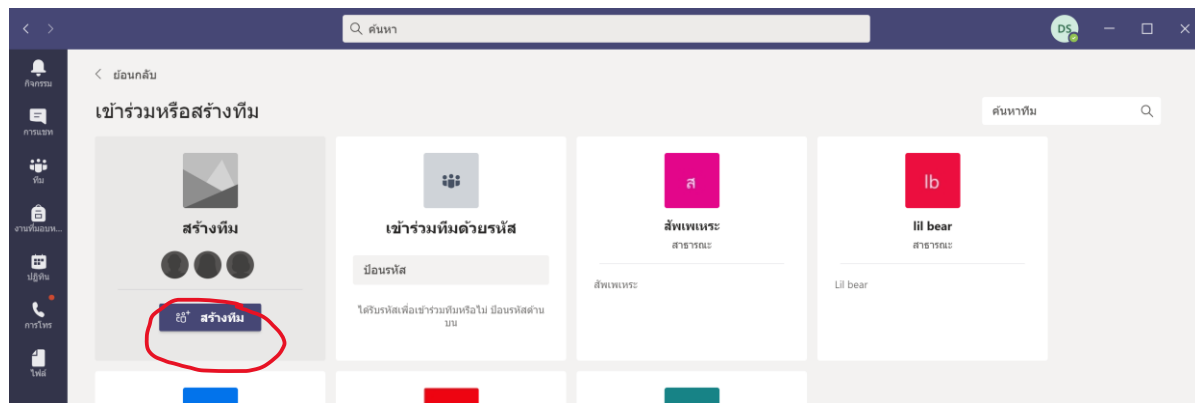 ค้นหา
DS
กิจกรรม
ย้อนกลับ
เข้าร่วมหรือสร้างทีม
ค้นหาทีม
การแชท
ทีม
งานที่มอบห...
ปฏิทิน
การโทร
ไฟล์
สร้างทีม
สร้างทีม
เข้าร่วมทีมด้วยรหัส
ป้อนรหัส
ได้รับรหัสเพื่อเข้าร่วมทีมหรือไม่ ป้อนรหัสด้าน
บน
ส
สัพเพเหระ
สาธารณะ
สัพเพเหระ
lb
lil bear
สาธารณะ
Lil bear